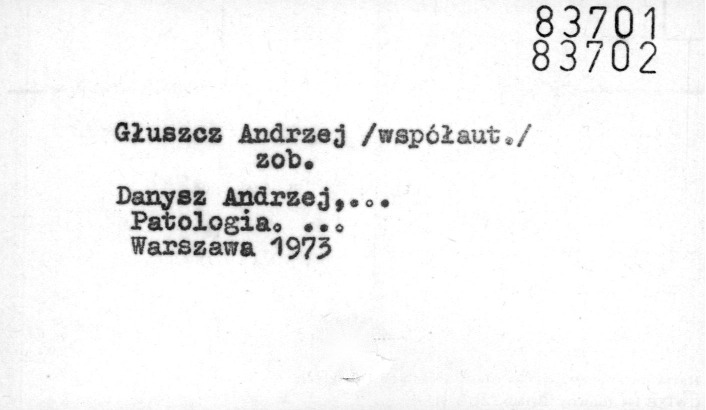 83701
83702
Głuszcz Andrzej /współaut./
zob.
Danysz Andrzej,...
Patologia. ...
Warszawa 1973